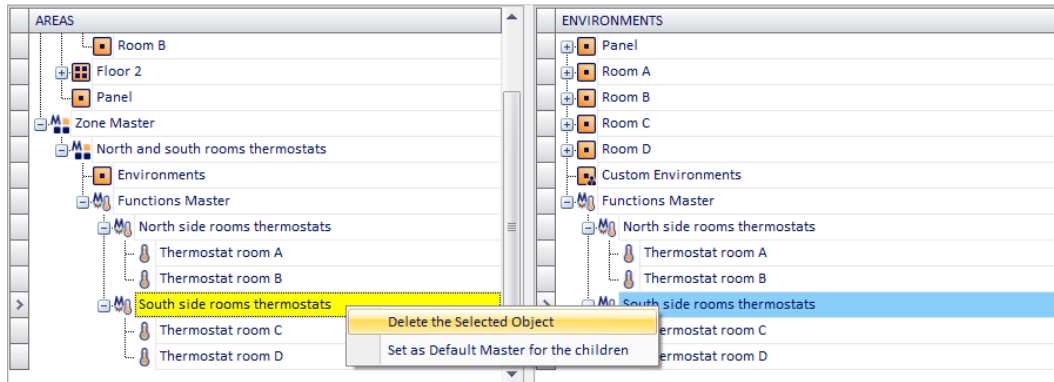 AREAS
Room B
Floor 2
Panel
Zone Master
North and south rooms thermostats
Environments
Functions Master
North side rooms thermostats
Thermostat room A
Thermostat room B
South side rooms thermostats
Thermostat room C
Thermostat room D
Delete the Selected Object
Set as Default Master for the children
ENVIRONMENTS
Panel
Room A
Room B
Room C
Room D
Custom Environments
Functions Master
North side rooms thermostats
Thermostat room A
Thermostat room B
South side rooms thermostats
room C
room D